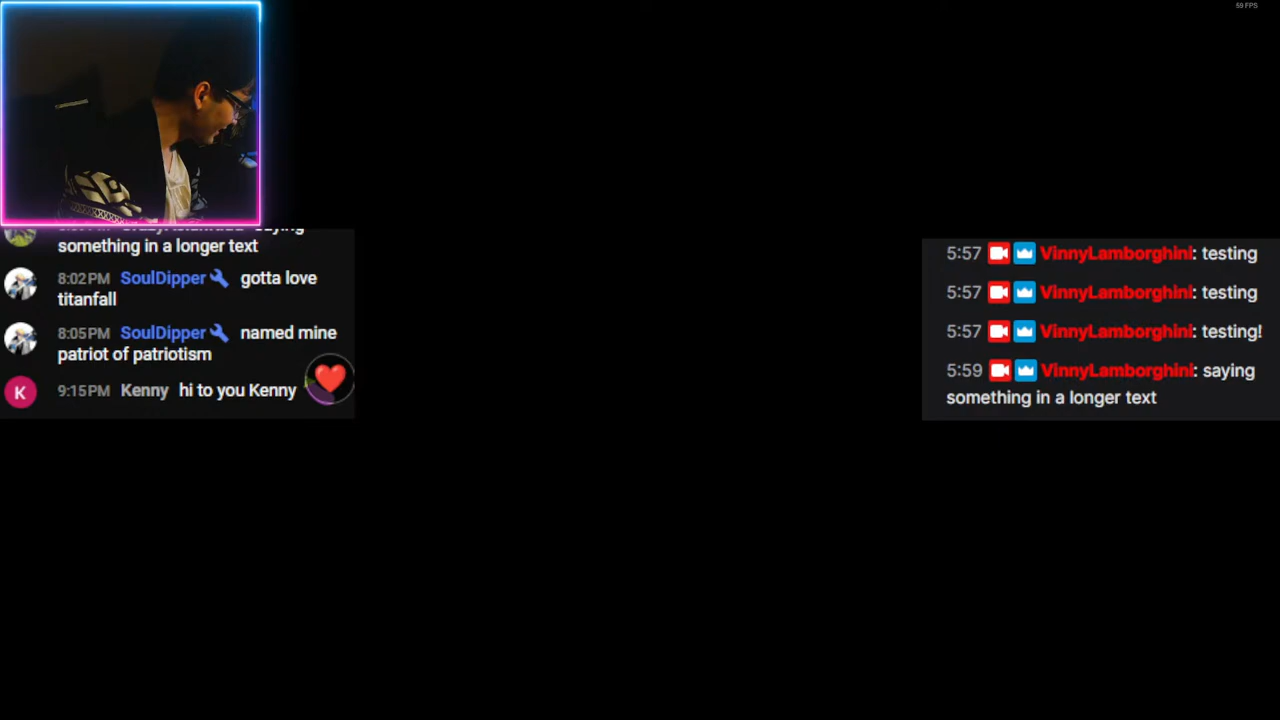 59 FPS
something in a longer text
8:02PM SoulDipper gotta love
titanfall
8:05PM SoulDipper named mine
patriot of patriotism
K 9:15PM Kenny hi to you Kenny
5:57 VinnyLamborghini: testing
5:57 VinnyLamborghini: testing
5:57 VinnyLamborghini: testing!
5:59 VinnyLamborghini: saying
something in a longer text